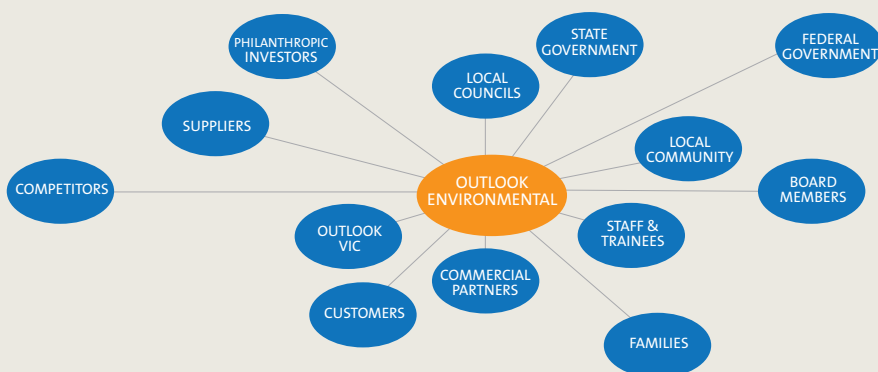 PHILANTHROPIC
INVESTORS
STATE
GOVERNMENT
FEDERAL
GOVERNMENT
LOCAL
COUNCILS
SUPPLIERS
LOCAL
COMMUNITY
COMPETITORS
OUTLOOK
ENVIRONMENTAL
BOARD
MEMBERS
OUTLOOK
VIC
STAFF &
TRAINEES
COMMERCIAL
PARTNERS
CUSTOMERS
FAMILIES